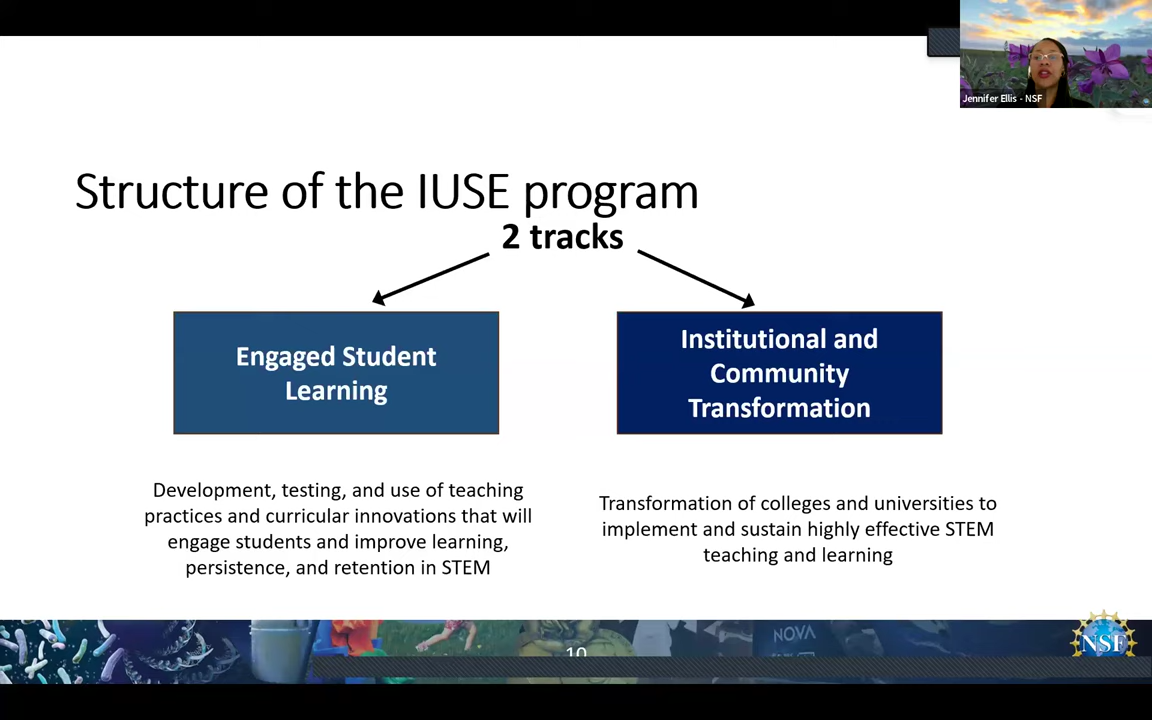 Jennifer Ellis - NSF
Structure of the IUSE program
2 tracks
Engaged Student
Learning
Institutional and
Community
Transformation
Development, testing, and use of teaching
practices and curricular innovations that will
engage students and improve learning,
persistence, and retention in STEM
Transformation of colleges and universities to
implement and sustain highly effective STEM
teaching and learning
NOVA
10
NSF